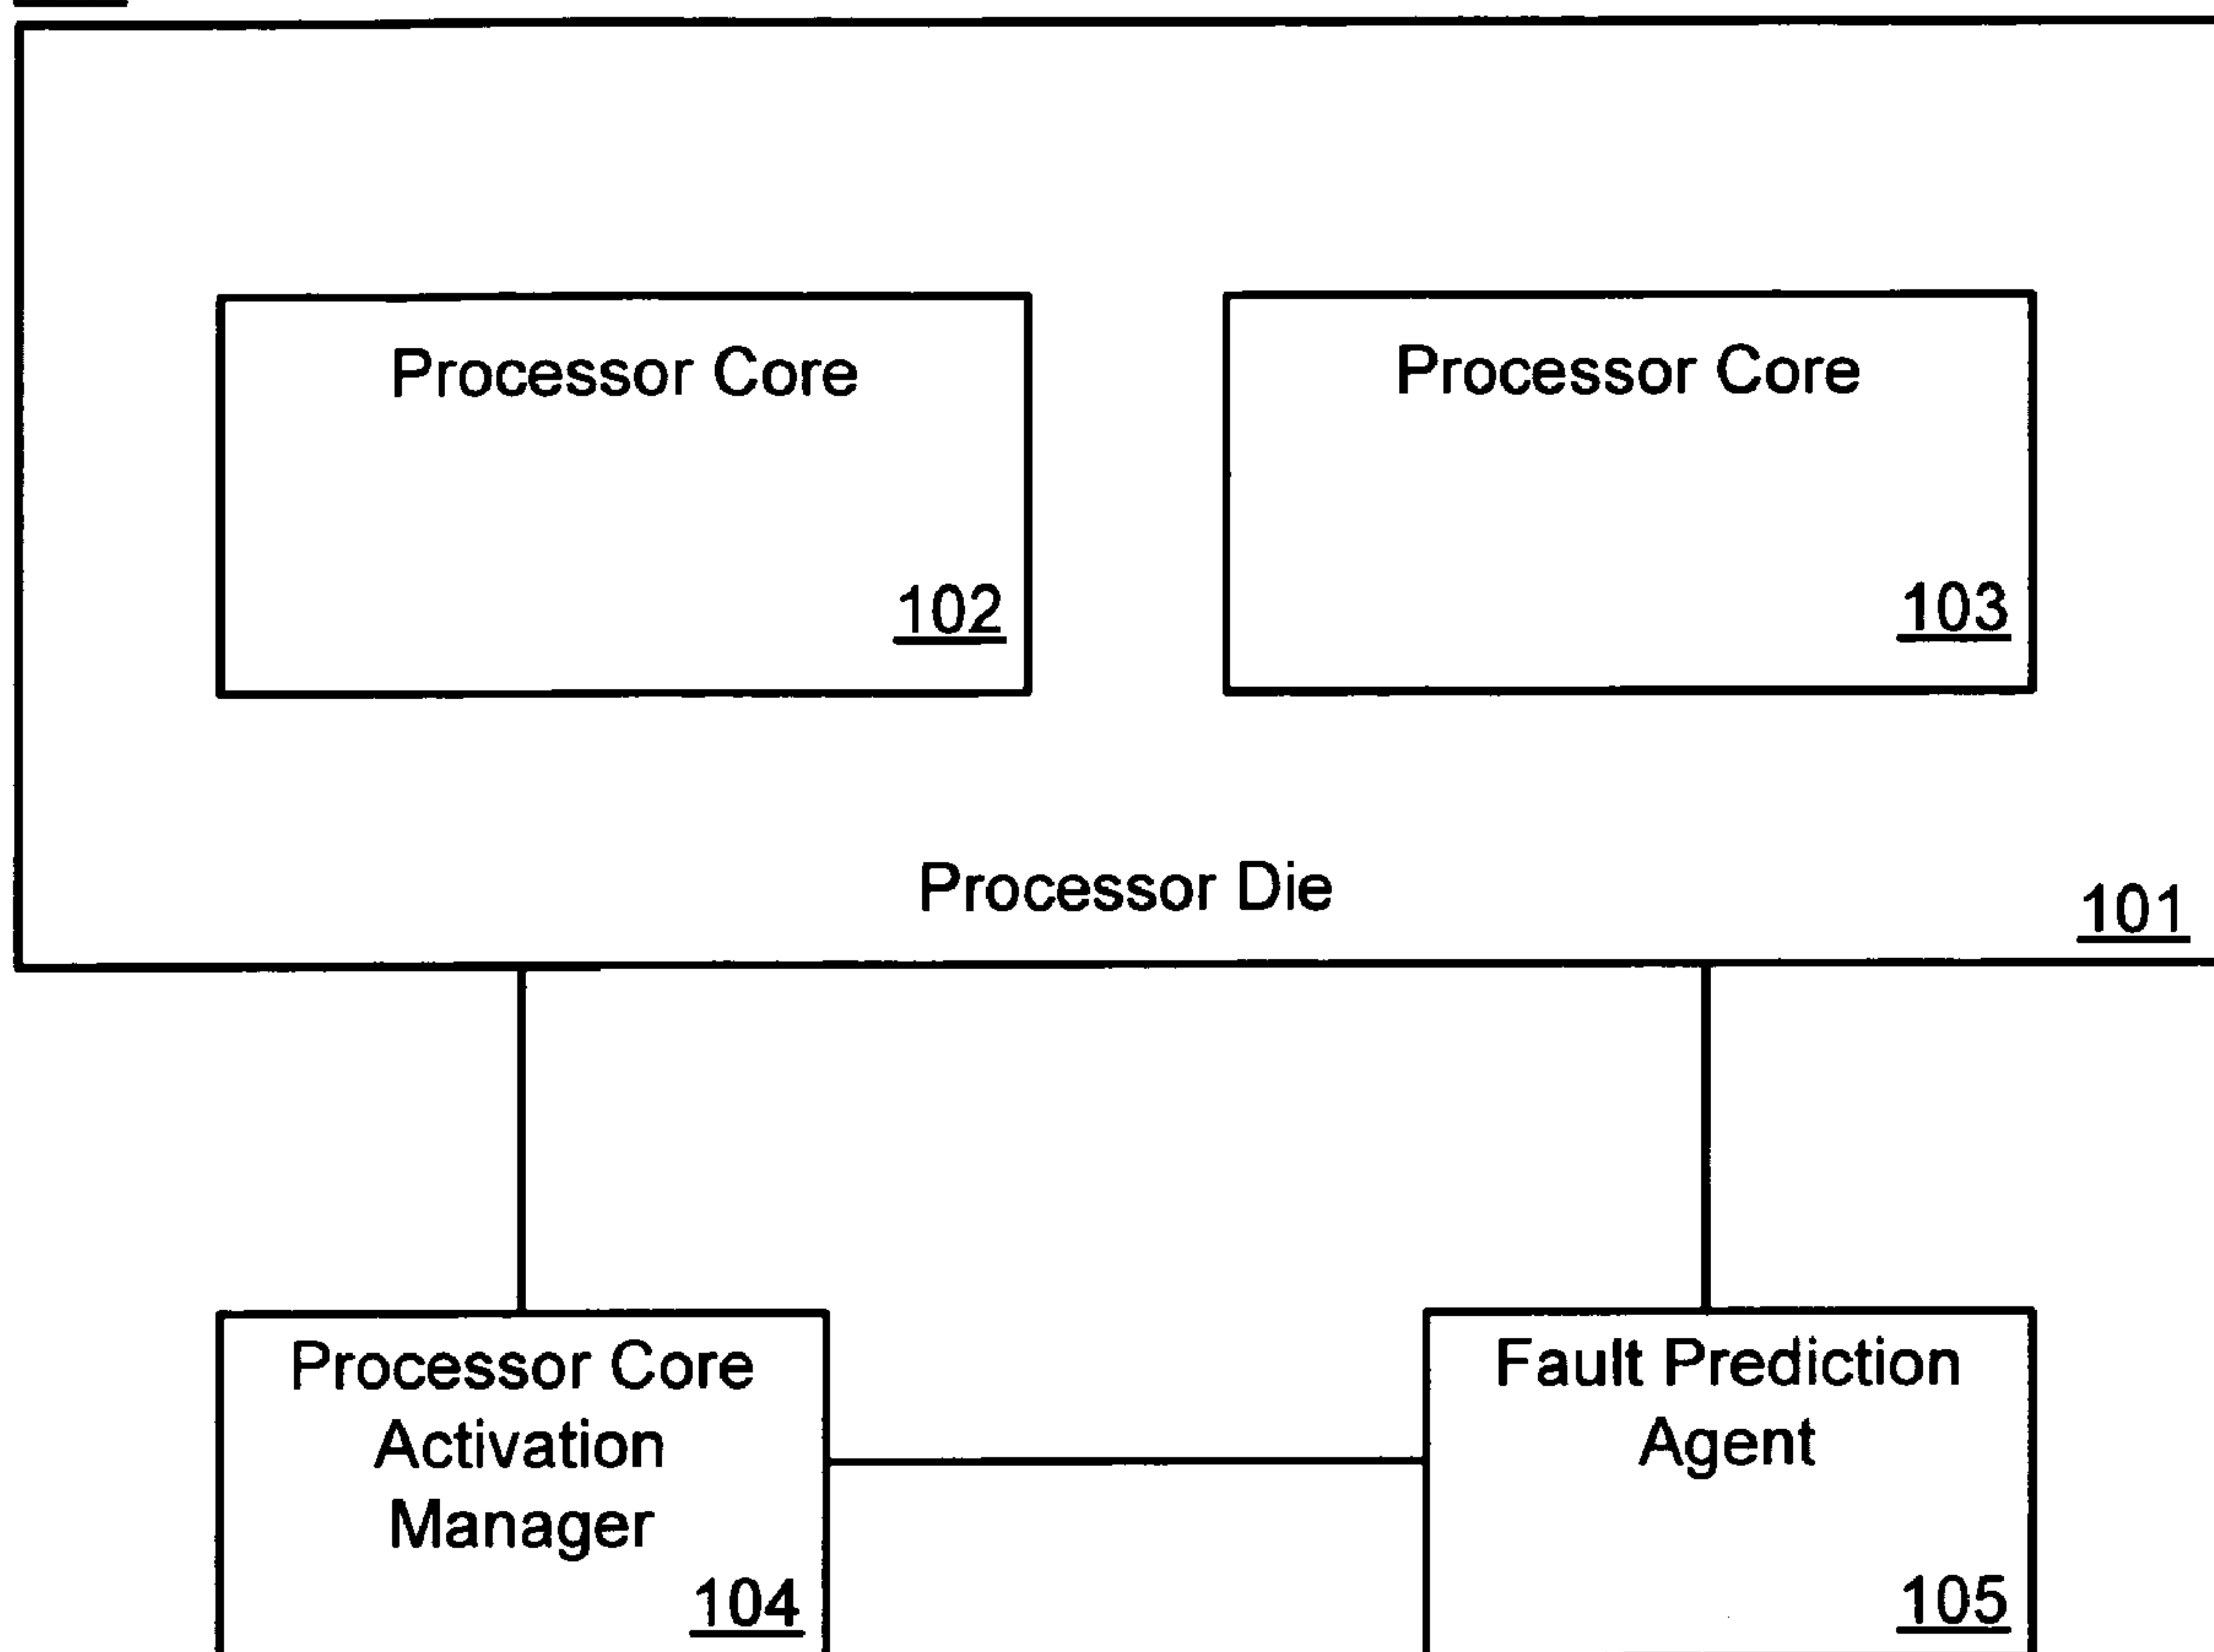 Processor Core
Processor Core
102
103
Processor Die
101
Processor Core
Activation
Manager
104
Fault Prediction
Agent
105